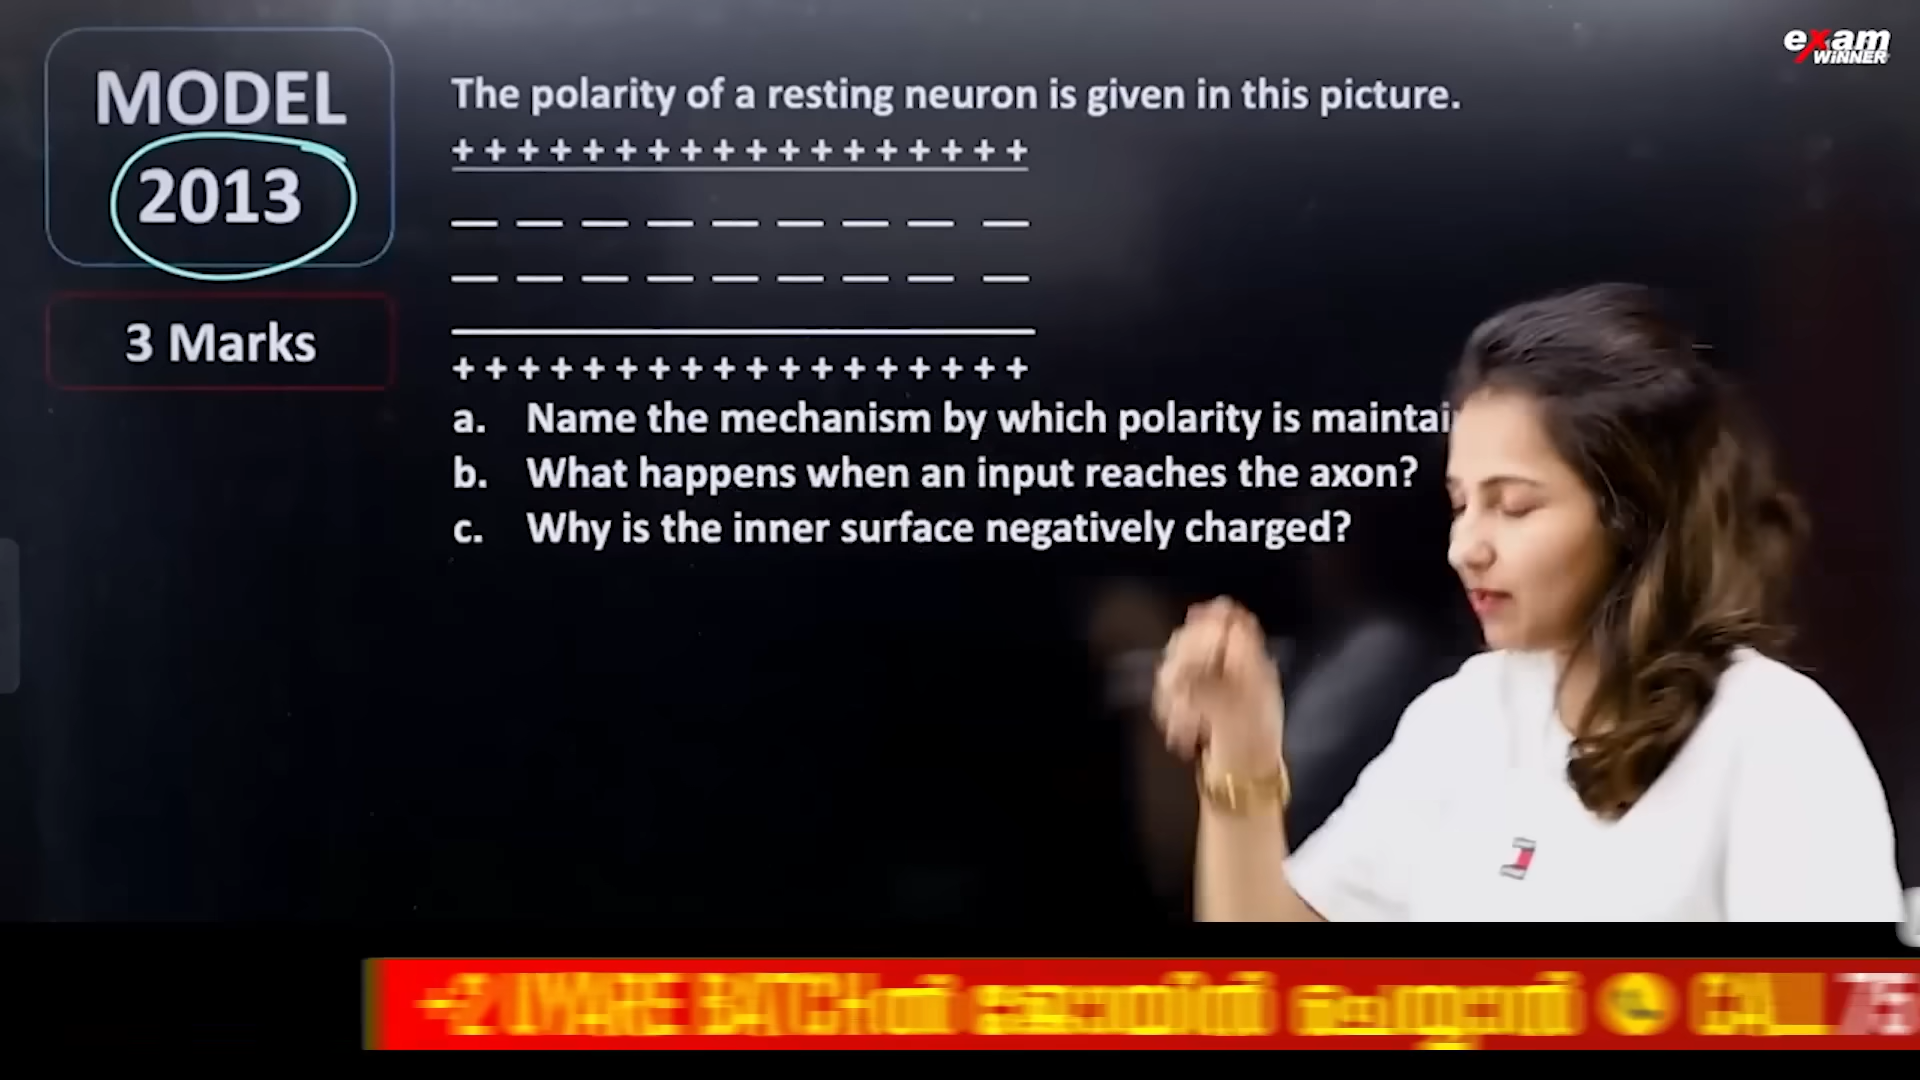 exam
WINNER
MODEL
2013
3 Marks
The polarity of a resting neuron is given in this picture.
+ + + + + + + + + + + + + + + + + +
— — — — — — — — —
— — — — — — — — —
+ + + + + + + + + + + + + + + + + +
a. Name the mechanism by which polarity is
b. What happens when an input reaches the axon?
c. Why is the inner surface negatively charged?
75